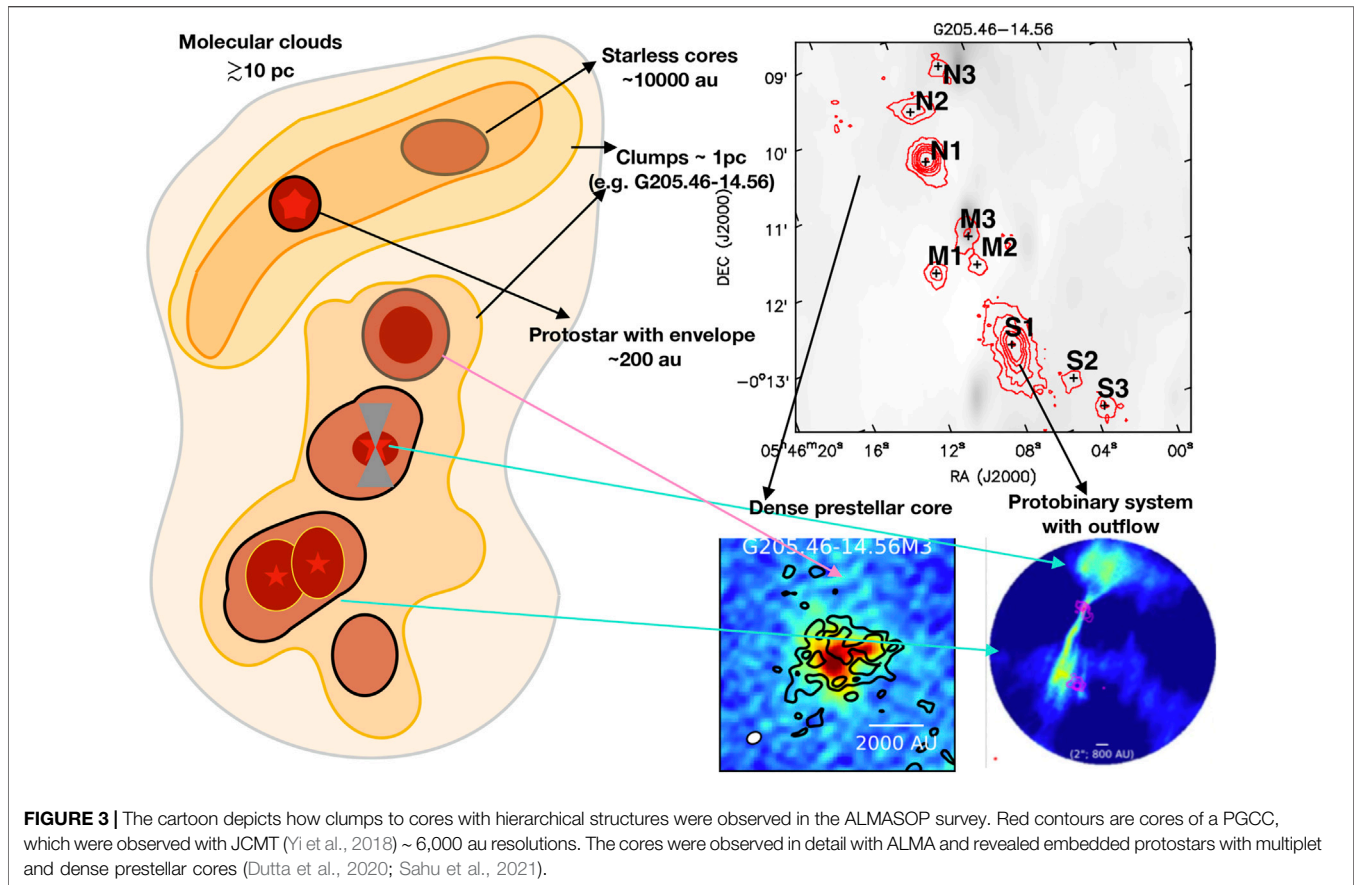 Molecular clouds
≳10 pc
Starless cores
~10000 au
Clumps ~ 1pc
(e.g. G205.46-14.56)
Protostar with envelope
~200 au
G205.46−14.56
09'
10'
11'
12'
−0°13'
DEC (J2000)
N3
N2
N1
M3
M2
M1
S1
S2
S3
05ʰ46ᵐ20ˢ
16ˢ
12ˢ
08ˢ
04ˢ
00ˢ
RA (J2000)
Dense prestellar core
Protobinary system
with outflow
G205.46-14.56M3
2000 AU
(2": 800 AU)
FIGURE 3 | The cartoon depicts how clumps to cores with hierarchical structures were observed in the ALMASOP survey. Red contours are cores of a PGCC,
which were observed with JCMT (Yi et al., 2018) ~ 6,000 au resolutions. The cores were observed in detail with ALMA and revealed embedded protostars with multiplet
and dense prestellar cores (Dutta et al., 2020; Sahu et al., 2021).